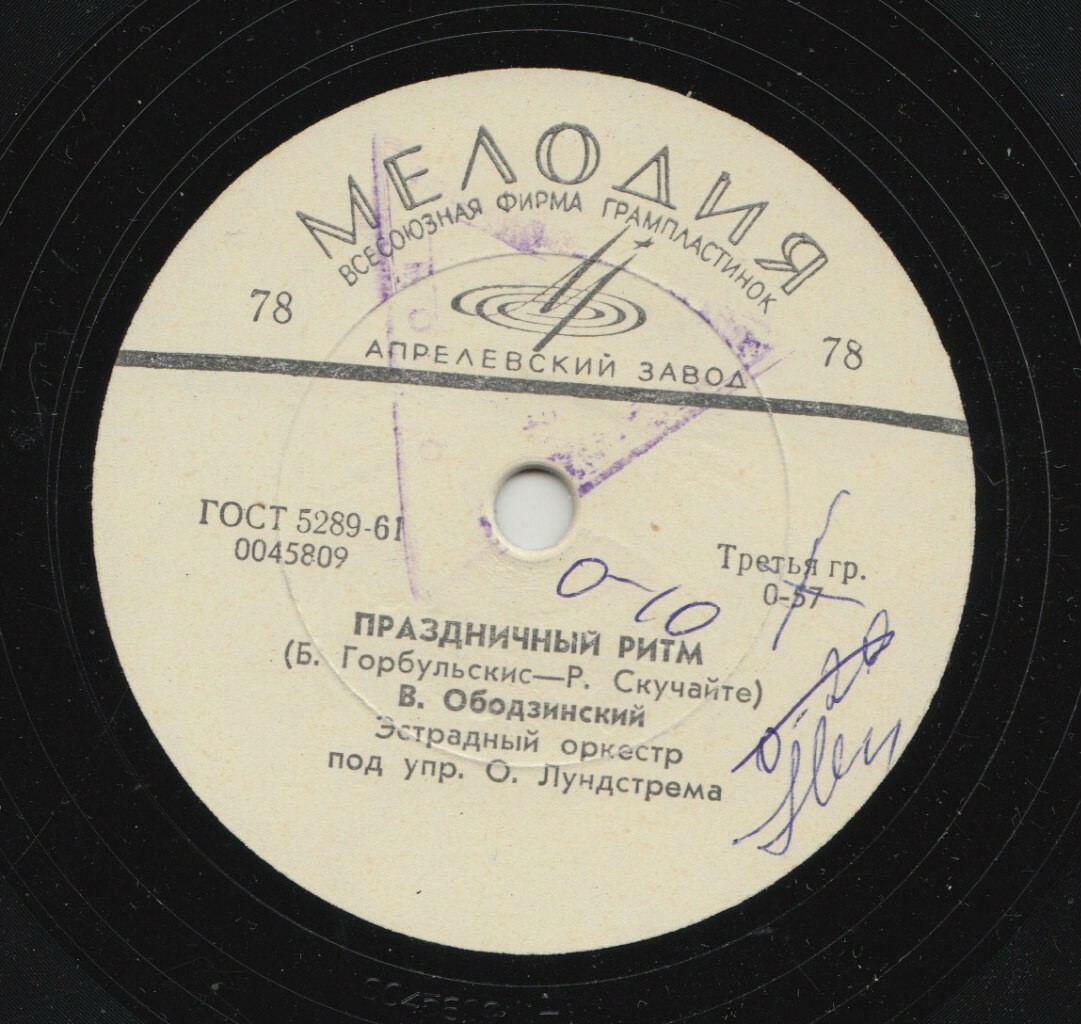 МЕЛОДИЯ
ВСЕСОЮЗНАЯ ФИРМА ГРАМПЛАСТИНОК
78
78
АПРЕЛЕВСКИЙ ЗАВОД
ГОСТ 5289-61
0045809
Третья гр.
0-57
0-10
ПРАЗДНИЧНЫЙ РИТМ
(Б. Горбульскис—Р. Скучайте)
В. Ободзинский
Эстрадный оркестр
под упр. О. Лундстрема